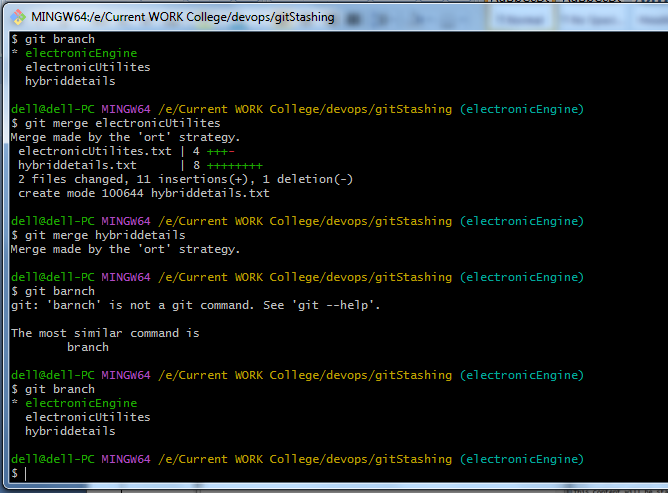 MINGW64:/e/Current WORK College/devops/gitStashing
$ git branch
* electronicEngine
  electronicUtilites
  hybriddetails
dell@dell-PC MINGW64 /e/Current WORK College/devops/gitStashing (electronicEngine)
$ git merge electronicUtilites
Merge made by the 'ort' strategy.
 electronicUtilites.txt | 4 +++-
 hybriddetails.txt      | 8 ++++++++
 2 files changed, 11 insertions(+), 1 deletion(-)
 create mode 100644 hybriddetails.txt
dell@dell-PC MINGW64 /e/Current WORK College/devops/gitStashing (electronicEngine)
$ git merge hybriddetails
Merge made by the 'ort' strategy.
dell@dell-PC MINGW64 /e/Current WORK College/devops/gitStashing (electronicEngine)
$ git barnch
git: 'barnch' is not a git command. See 'git --help'.
The most similar command is
        branch
dell@dell-PC MINGW64 /e/Current WORK College/devops/gitStashing (electronicEngine)
$ git branch
* electronicEngine
  electronicUtilites
  hybriddetails
dell@dell-PC MINGW64 /e/Current WORK College/devops/gitStashing (electronicEngine)
$